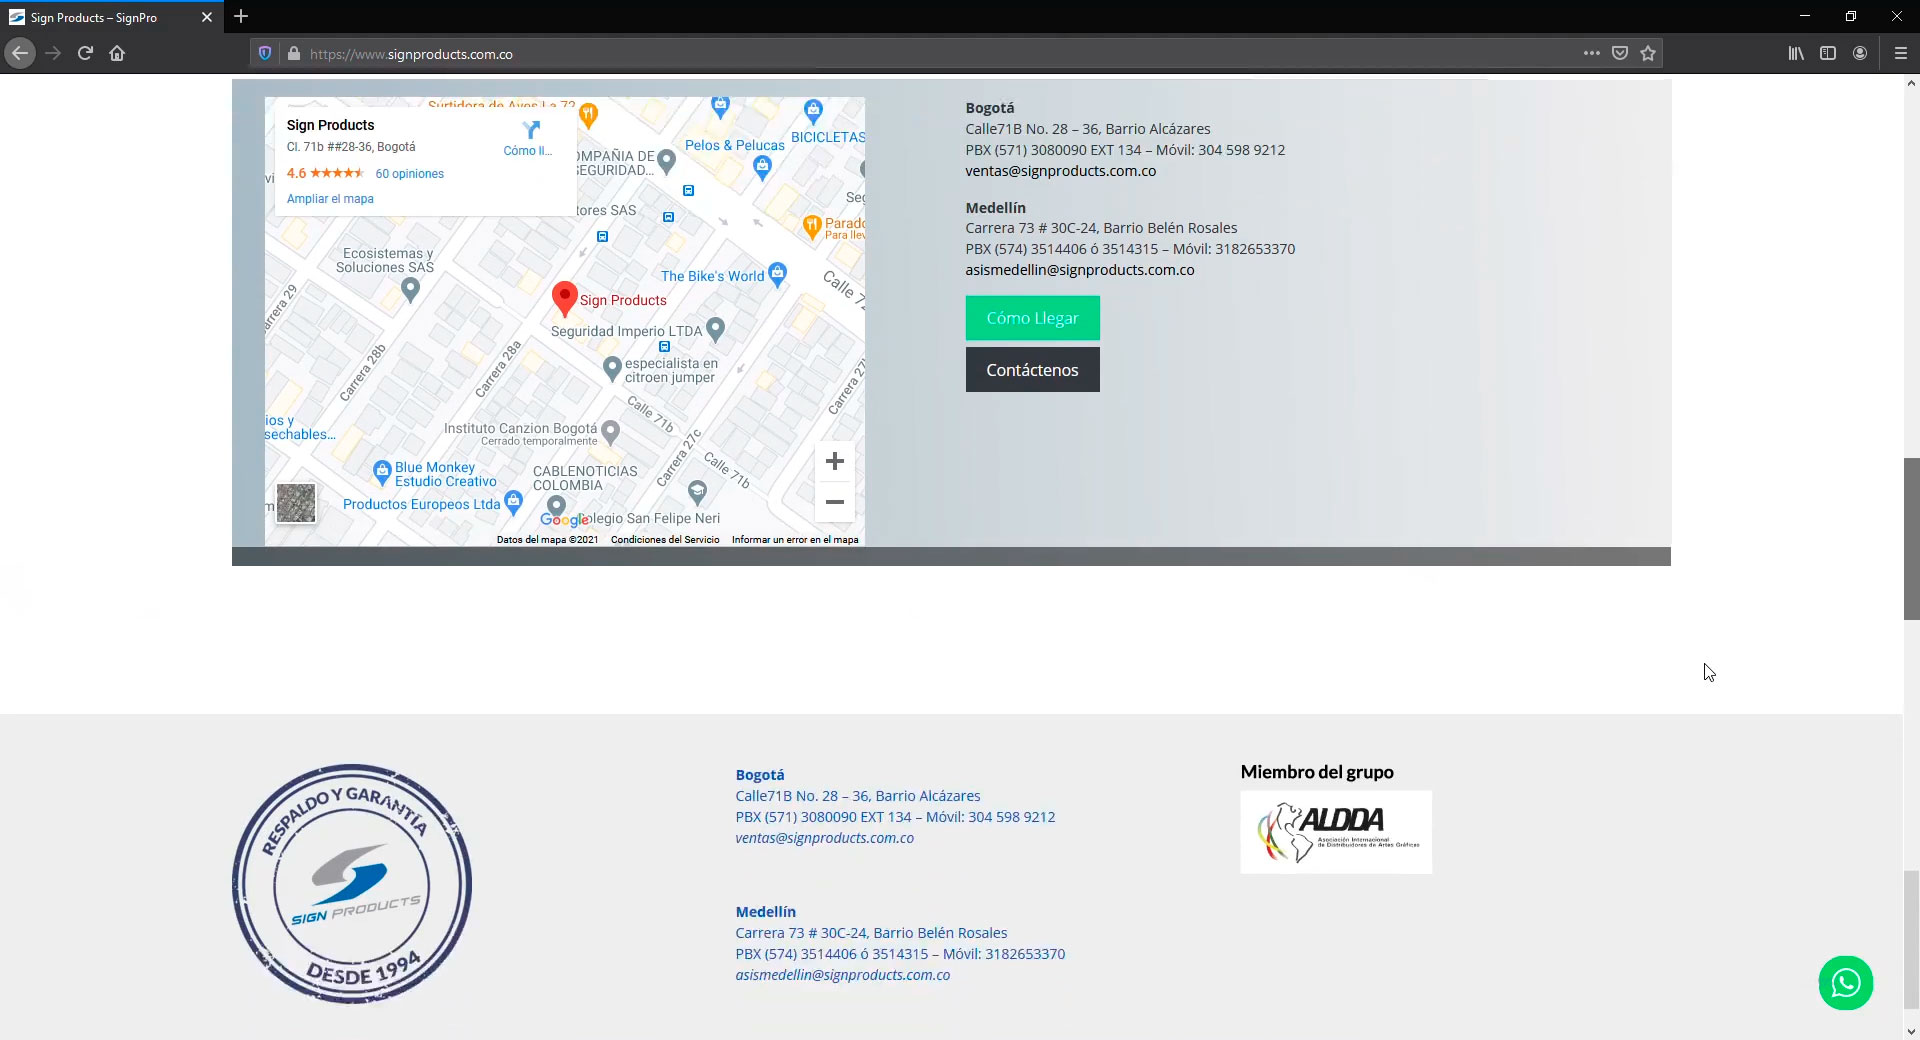 Sign Products – SignPro
https://www.signproducts.com.co
Surtidora de Aves La 72
Sign Products
Cl. 71b ##28-36, Bogotá
Cómo ll...
4.6
60 opiniones
Ampliar el mapa
BICICLETAS
Pelos & Pelucas
OMPAÑIA DE
SEGURIDAD...
tores SAS
Parado
Para llev
Ecosistemas y
Soluciones SAS
The Bike's World
Calle 7
Carrera 29
Sign Products
Seguridad Imperio LTDA
especialista en
citroen jumper
Carrera 28b
Carrera 28a
Carrera 27
Calle 71b
ios y
sechables...
Instituto Canzion Bogotá
Cerrado temporalmente
Carrera 27c
Calle 71b
Blue Monkey
Estudio Creativo
CABLENOTICIAS
COLOMBIA
Productos Europeos Ltda
Google
olegio San Felipe Neri
Datos del mapa ©2021 Condiciones del Servicio Informar un error en el mapa
Bogotá
Calle71B No. 28 – 36, Barrio Alcázares
PBX (571) 3080090 EXT 134 – Móvil: 304 598 9212
ventas@signproducts.com.co
Medellín
Carrera 73 # 30C-24, Barrio Belén Rosales
PBX (574) 3514406 ó 3514315 – Móvil: 3182653370
asismedellin@signproducts.com.co
Cómo Llegar
Contáctenos
RESPALDO Y GARANTÍA
SIGN PRODUCTS
DESDE 1994
Bogotá
Calle71B No. 28 – 36, Barrio Alcázares
PBX (571) 3080090 EXT 134 – Móvil: 304 598 9212
ventas@signproducts.com.co
Medellín
Carrera 73 # 30C-24, Barrio Belén Rosales
PBX (574) 3514406 ó 3514315 – Móvil: 3182653370
asismedellin@signproducts.com.co
Miembro del grupo
ALDDA
Asociación Internacional
de Distribuidores de Artes Gráficas